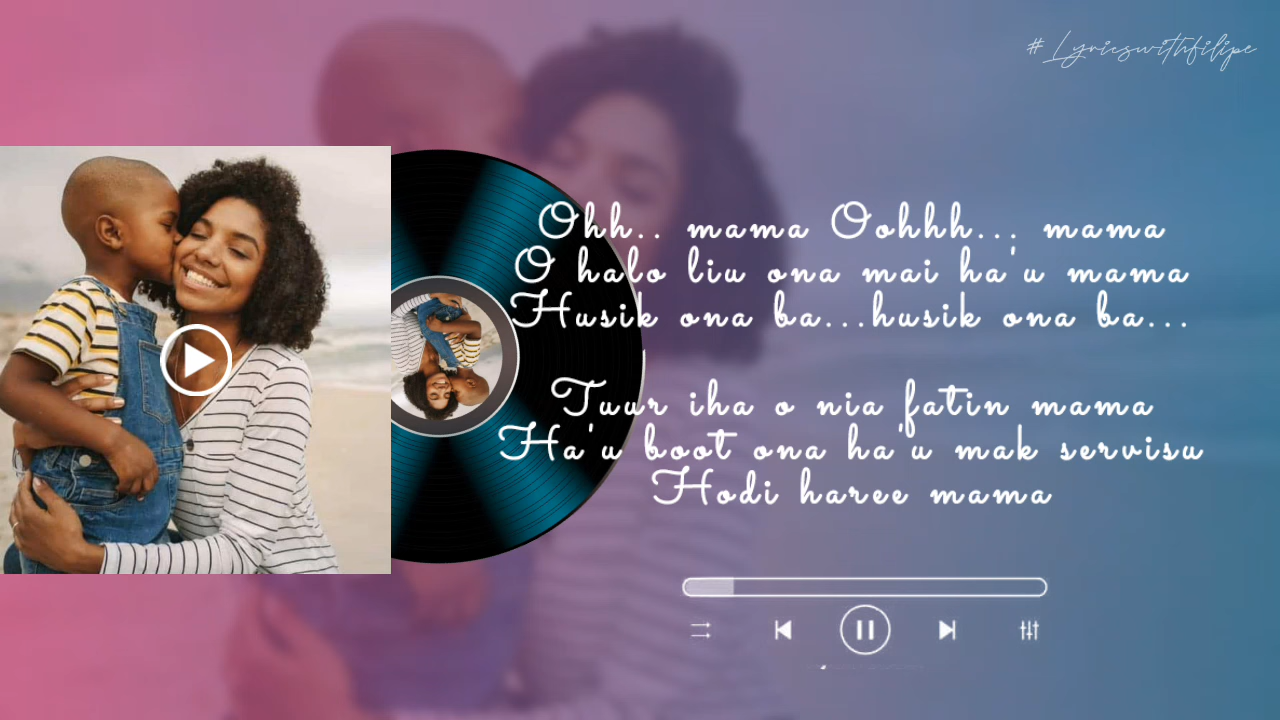 # Lyricswithfilipe
Ohh.. mama Oohhh... mama
O halo liu ona mai ha'u mama
Husik ona ba...husik ona ba...
Tuur iha o nia fatin mama
Ha'u boot ona ha'u mak servisu
Hodi haree mama